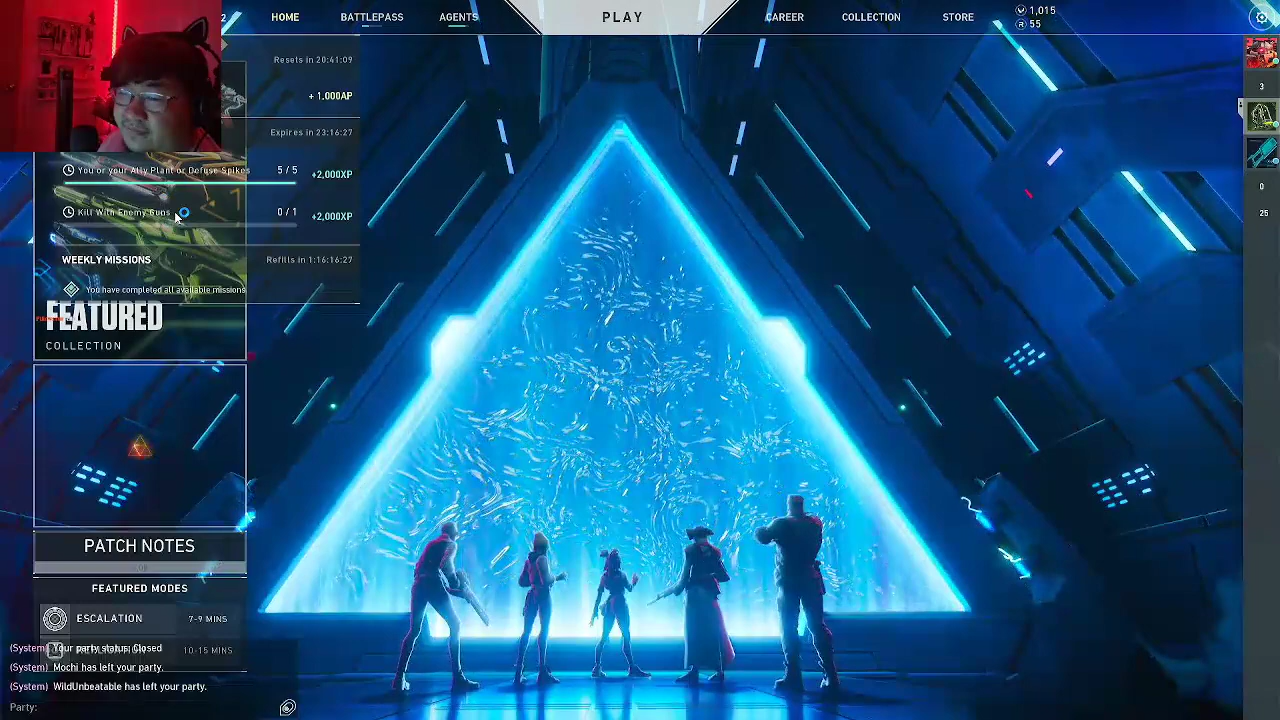 2
HOME
BATTLEPASS
AGENTS
PLAY
CAREER
COLLECTION
STORE
1,015
R 55
Resets in 20:41:09
+ 1,000AP
Expires in 23:16:27
You or your Ally Plant or Defuse Spikes 5 / 5 +2,000XP
Kill With Enemy Guns 0 / 1 +2,000XP
WEEKLY MISSIONS Refills in 1:16:16:27
You have completed all available missions
FEATURED
COLLECTION
PATCH NOTES
FEATURED MODES
ESCALATION 7-9 MINS
10-15 MINS
(System) Your party status: Closed
(System) Mochi has left your party.
(System) WildUnbeatable has left your party.
Party:
3
0
25